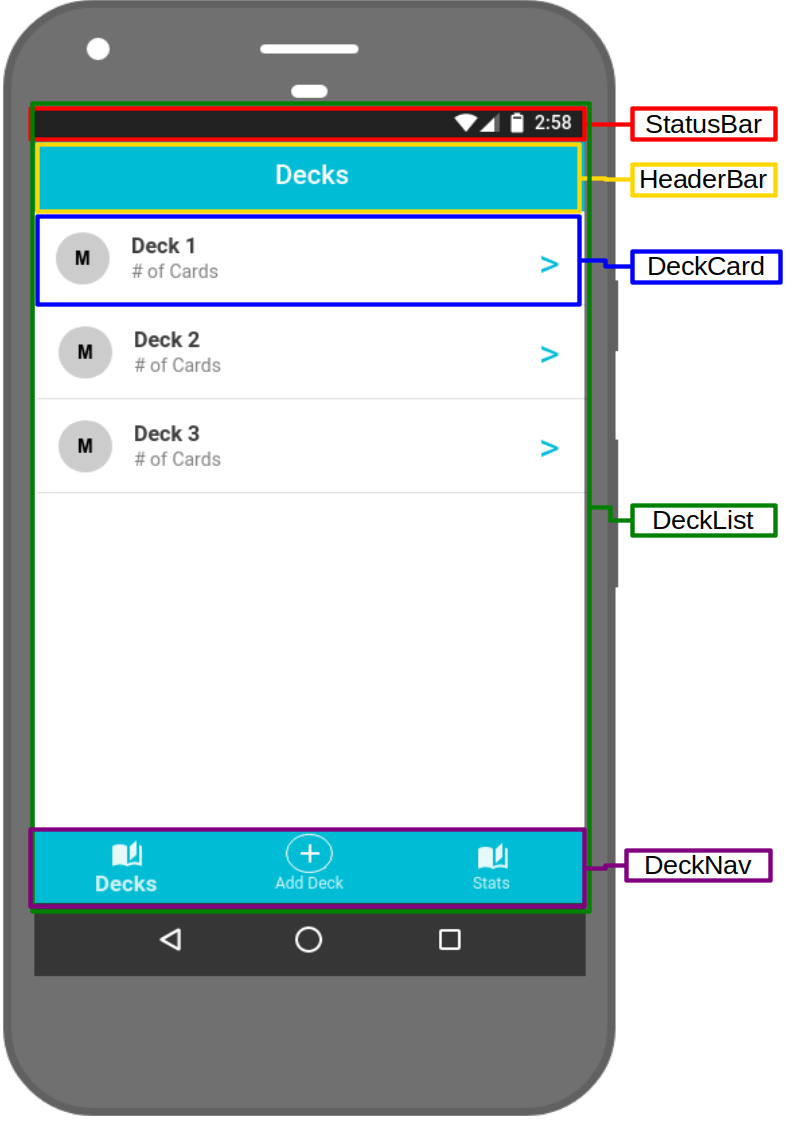 2:58
StatusBar
Decks
HeaderBar
M
Deck 1
# of Cards
>
DeckCard
M
Deck 2
# of Cards
>
M
Deck 3
# of Cards
>
DeckList
Decks
Add Deck
Stats
DeckNav